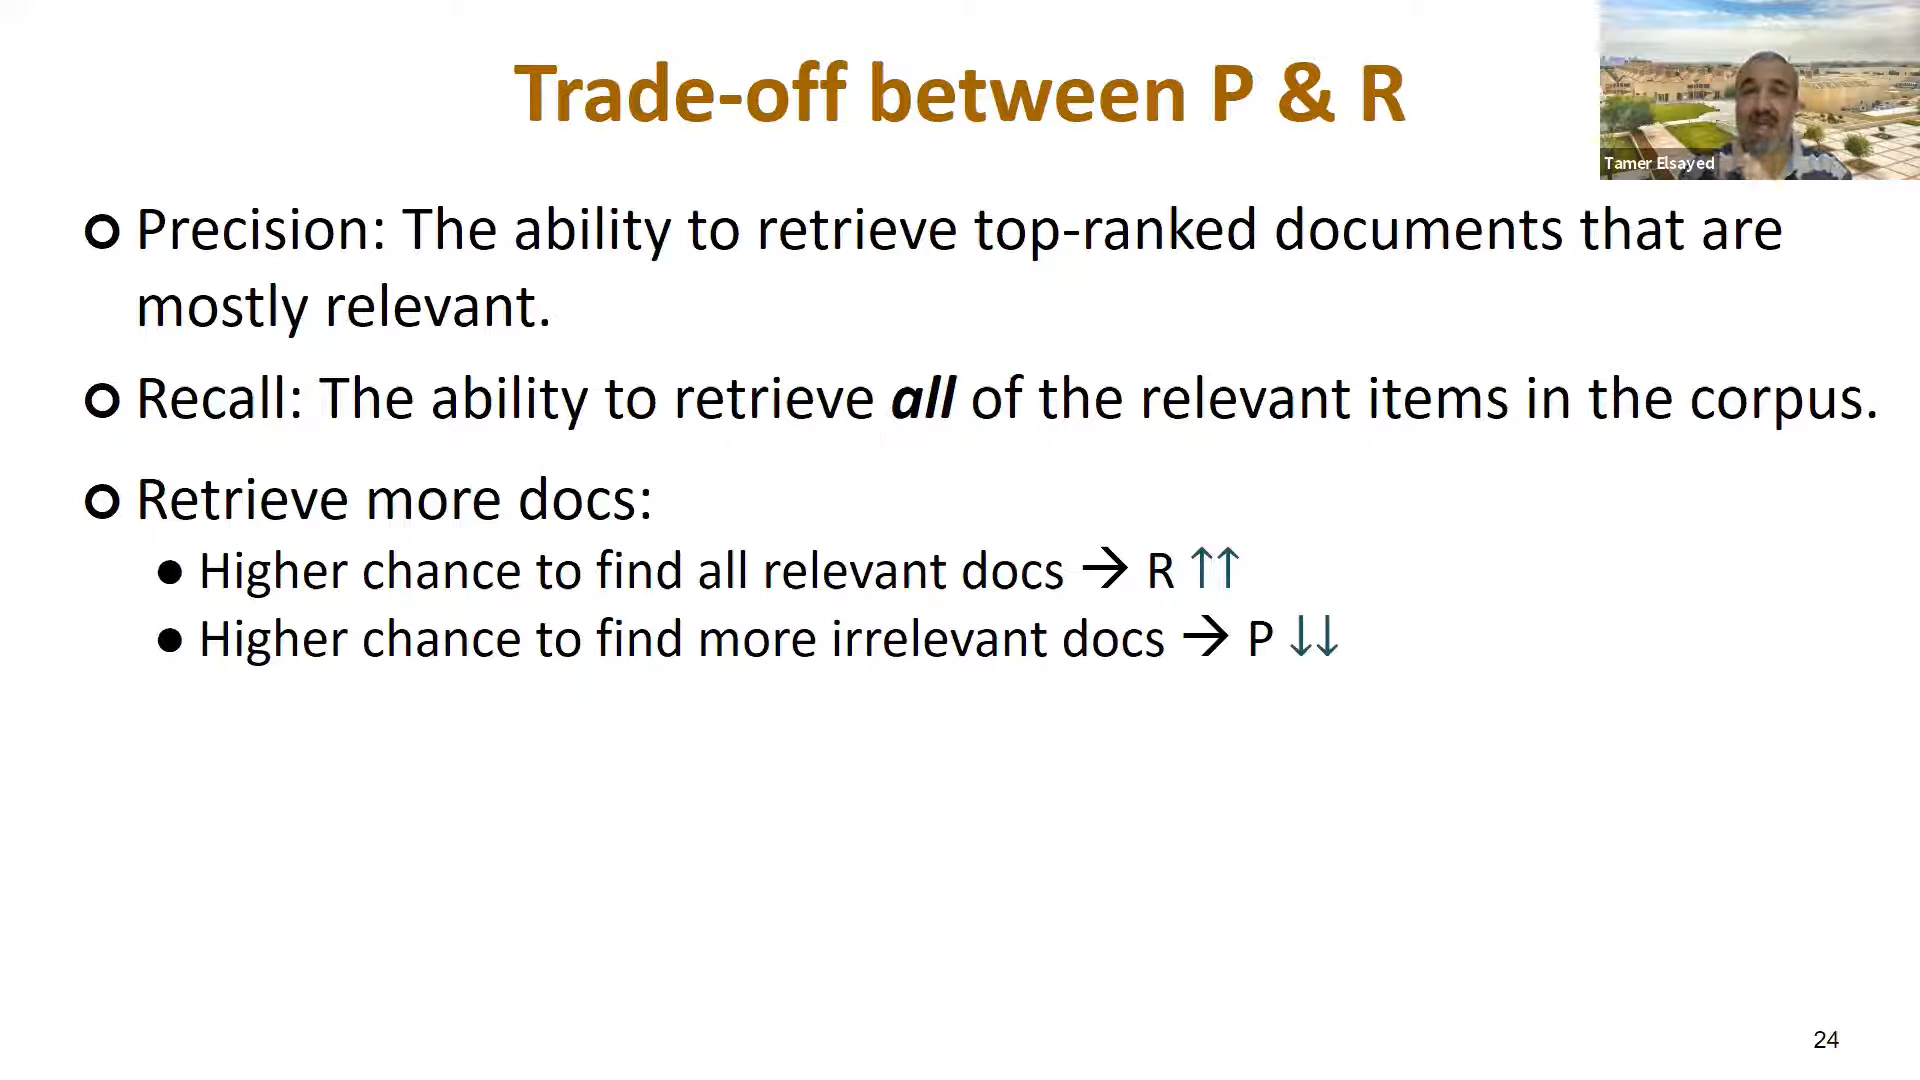 Trade-off between P & R
Tamer Elsayed
Precision: The ability to retrieve top-ranked documents that are
mostly relevant.
Recall: The ability to retrieve all of the relevant items in the corpus.
Retrieve more docs:
Higher chance to find all relevant docs → R ↑↑
Higher chance to find more irrelevant docs → P ↓↓
24